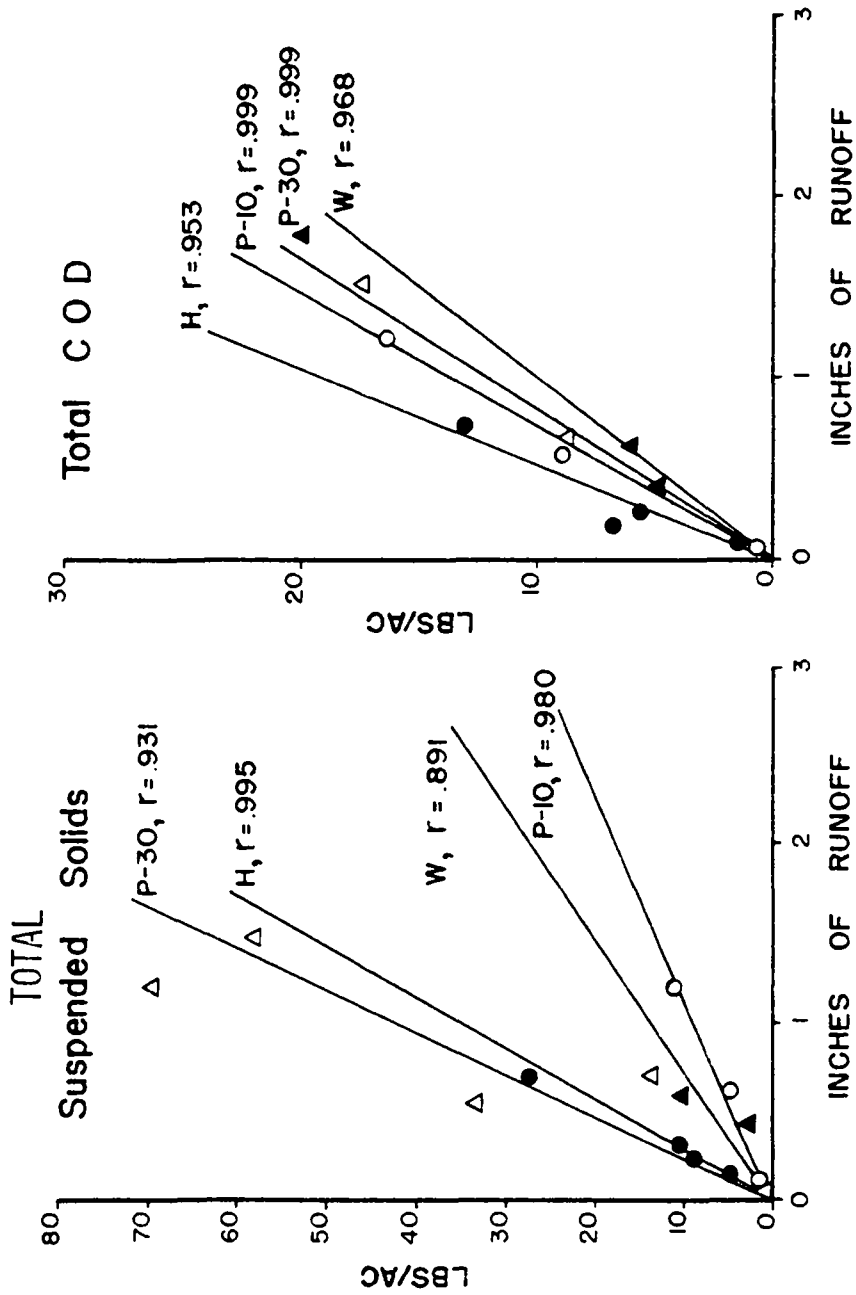 TOTAL
Suspended Solids
LBS/AC
80
70
60
50
40
30
20
10
0
P-30, r=.931
H, r=.995
W, r=.891
P-10, r=.980
1
2
3
INCHES OF RUNOFF
Total COD
LBS/AC
30
20
10
0
H, r=.953
P-10, r=.999
P-30, r=.999
W, r=.968
0
1
2
3
INCHES OF RUNOFF